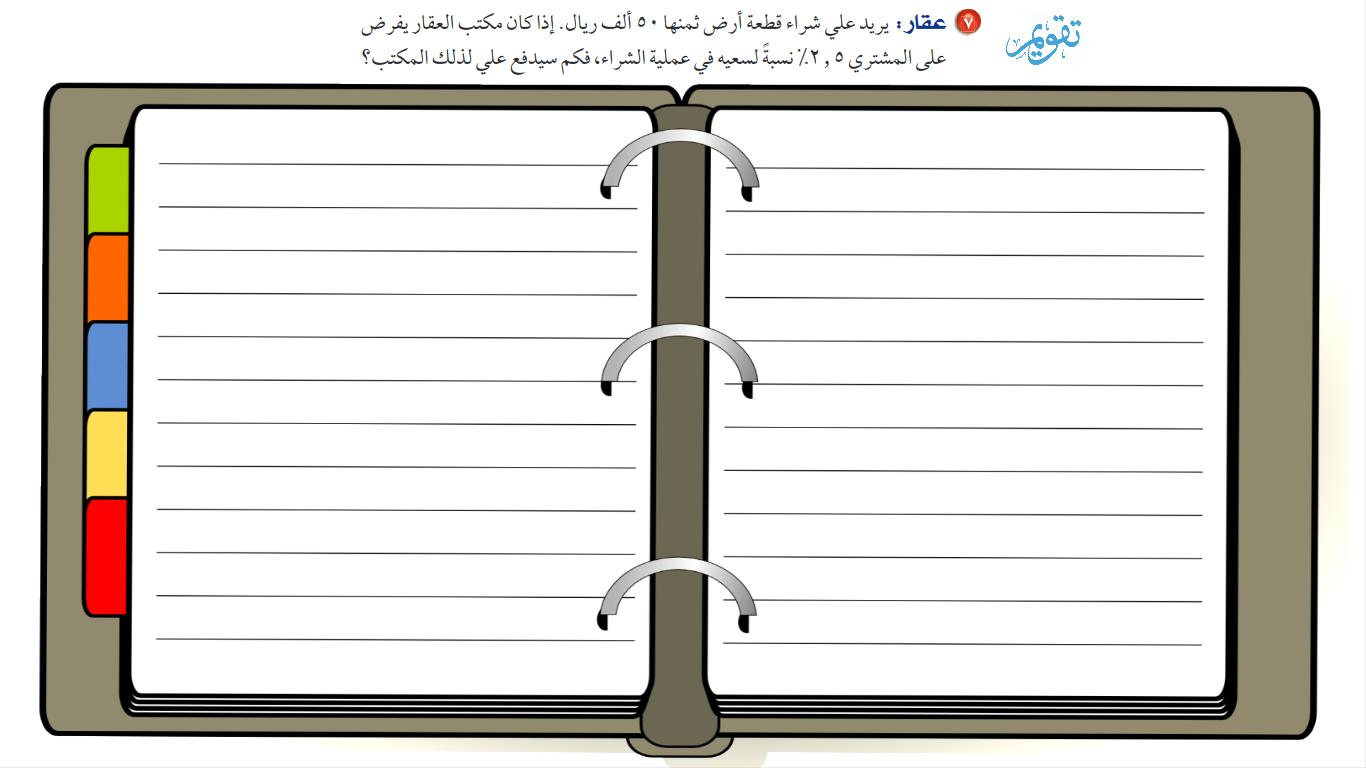 تقويم
٧ عقار: يريد علي شراء قطعة أرض ثمنها ٥٠ ألف ريال. إذا كان مكتب العقار يفرض
على المشتري ٢,٥٪ نسبةً لسعيه في عملية الشراء، فكم سيدفع علي لذلك المكتب؟